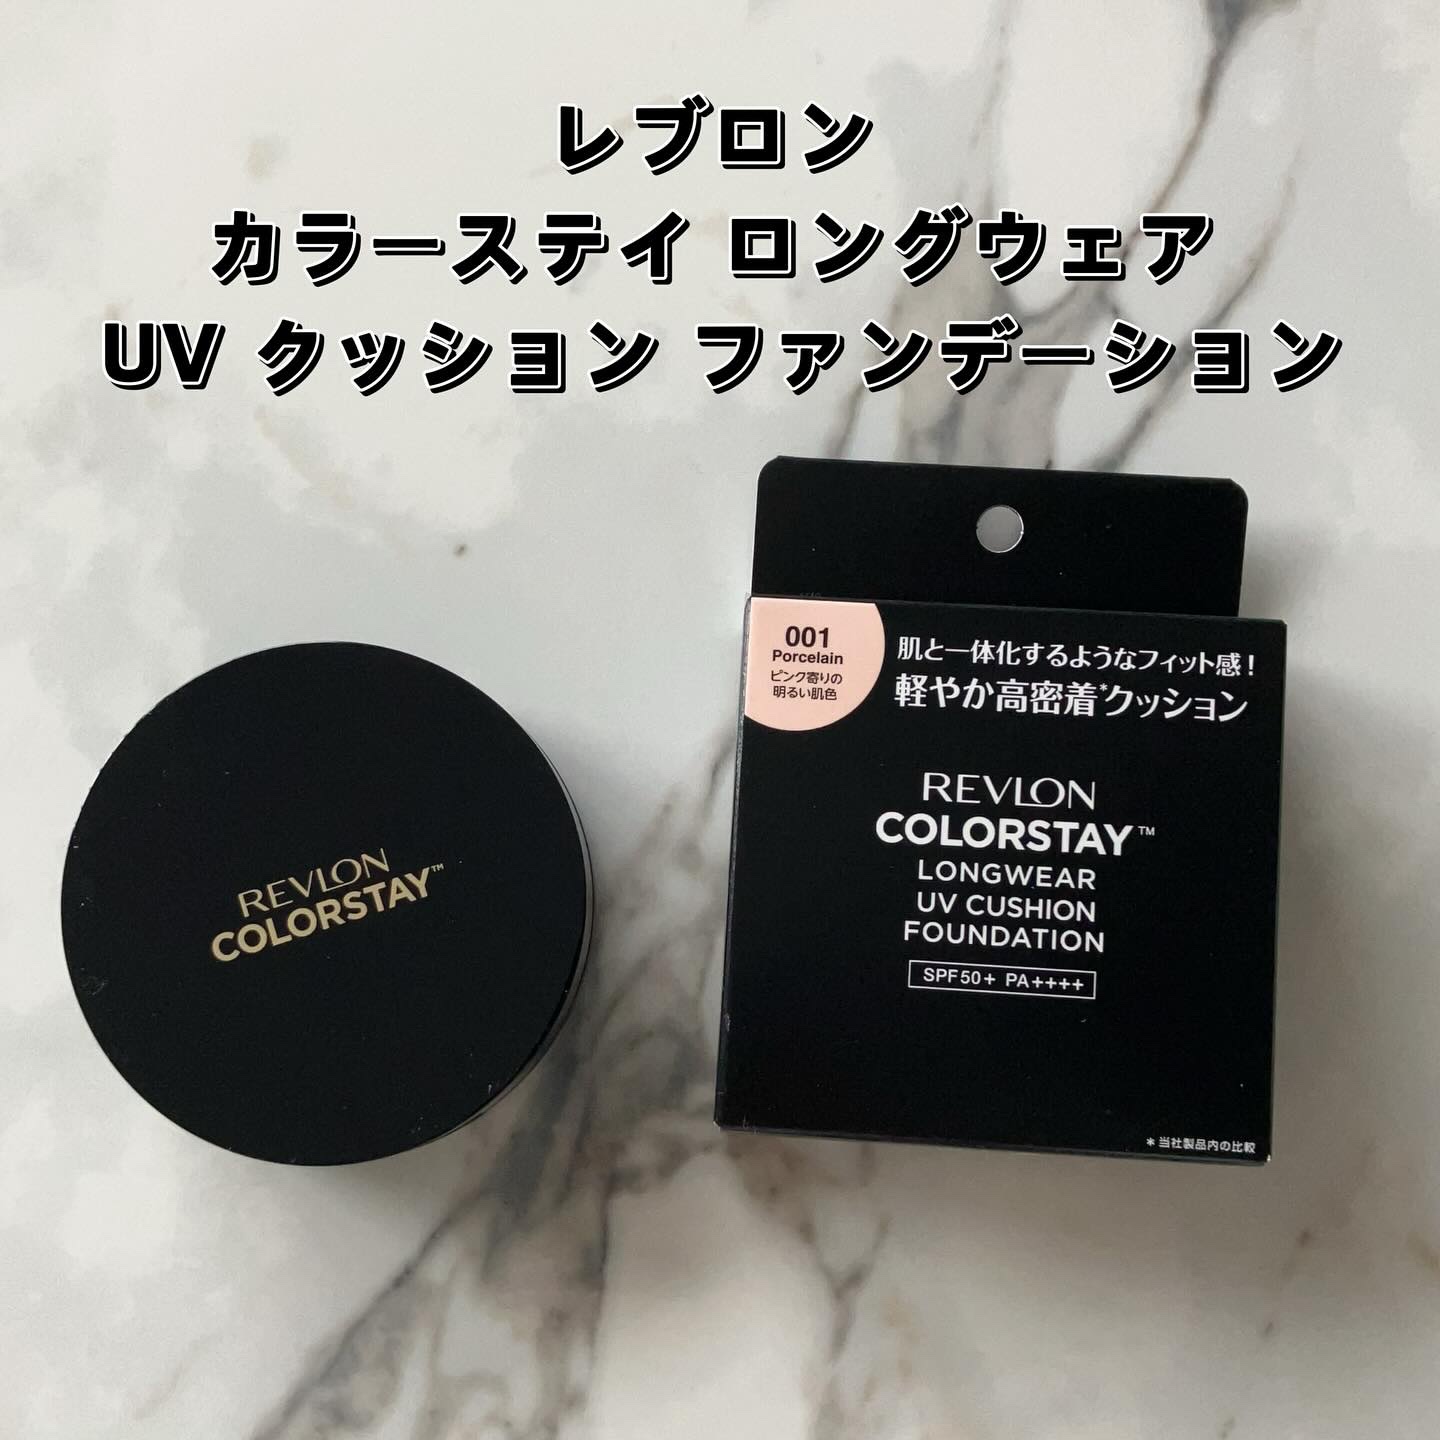 レブロン
カラーステイ ロングウェア
UV クッション ファンデーション
REVLON
COLORSTAY™
001
Porcelain
ピンク寄りの
明るい肌色
肌と一体化するようなフィット感！
軽やか高密着*クッション
REVLON
COLORSTAY™
LONGWEAR
UV CUSHION
FOUNDATION
SPF50+ PA++++
*当社製品内の比較